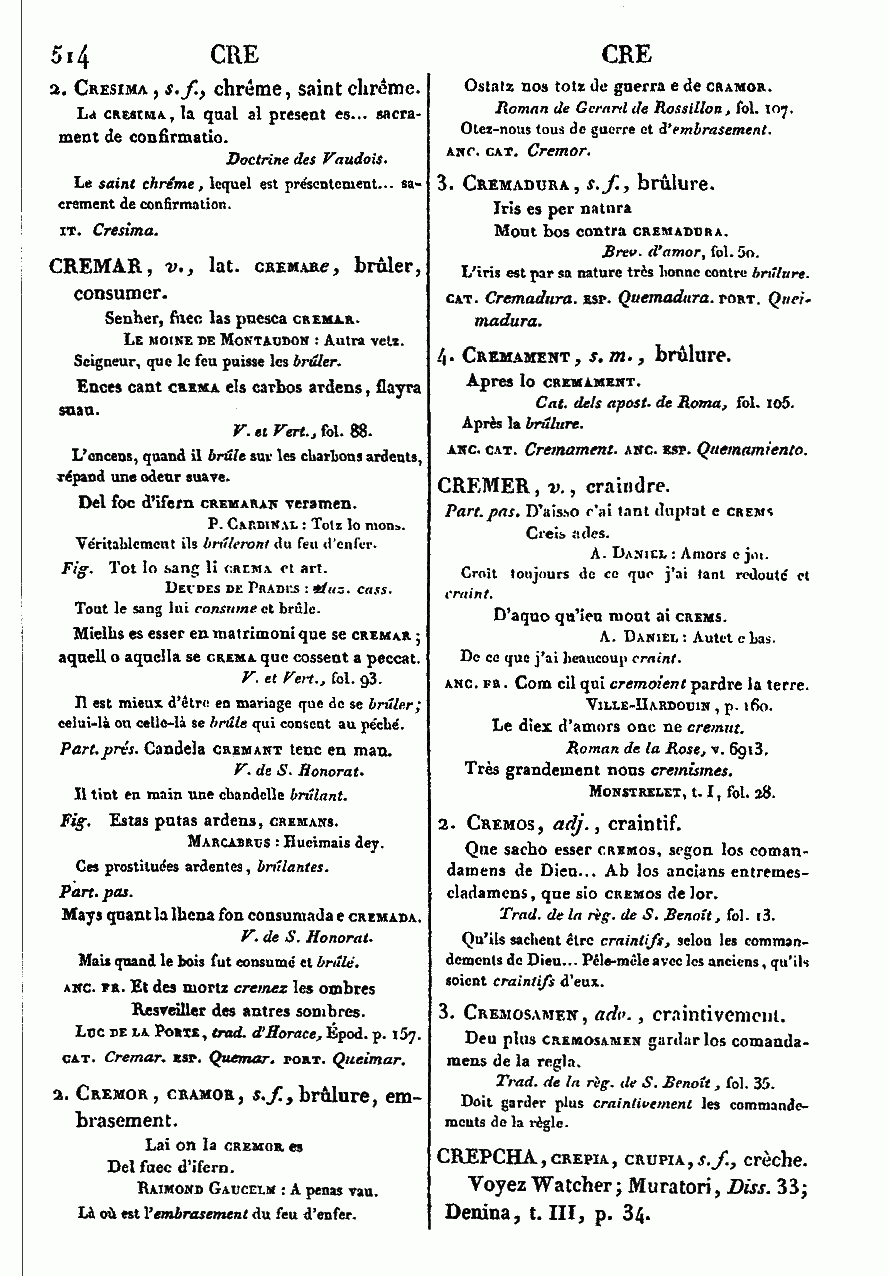 514 CRE CRE
2. Cresima, s. f., chrême, saint chrême.
La cresima, la qual al present es... sacra-
ment de confirmatio.
Doctrine des Vaudois.
Le saint chrême, lequel est présentement... sa-
crement de confirmation.
it. Cresima.
CREMAR, v., lat. cremare, brûler,
consumer.
Senher, fuec las puesca cremar.
Le moine de Montaudon : Autra vetz.
Seigneur, que le feu puisse les brûler.
Ences cant crema els carbos ardens, flayra
suau.
V. et Vert., fol. 88.
L'encens, quand il brûle sur les charbons ardents,
répand une odeur suave.
Del foc d'ifern cremaran veramen.
P. Cardinal : Totz lo mons.
Véritablement ils brûleront du feu d'enfer.
Fig. Tot lo sang li crema et art.
Deudes de Prades : Auz. cass.
Tout le sang lui consume et brûle.
Mielhs es esser en matrimoni que se cremar;
aquell o aquella se crema que cossent a peccat.
V. et Vert., fol. 93.
Il est mieux d'être en mariage que de se brûler;
celui-là ou celle-là se brûle qui consent au péché.
Part. prés. Candela cremant tenc en man.
V. de S. Honorat.
Il tint en main une chandelle brûlant.
Fig. Estas putas ardens, cremans.
Marcabrus : Hueimais dey.
Ces prostituées ardentes, brûlantes.
Part. pas.
Mays quant la lhena fon consumada e cremada.
V. de S. Honorat.
Mais quand le bois fut consumé et brûlé.
anc. fr. Et des mortz cremez les ombres
Resveiller des antres sombres.
Luc de la Porte, trad. d'Horace, Épod. p. 157.
cat. Cremar. esp. Quemar. port. Queimar.
2. Cremor, cramor, s. f., brûlure, em-
brasement.
Lai on la cremor es
Del fuec d'ifern.
Raimond Gaucelm : A penas vau.
Là où est l'embrasement du feu d'enfer.
Ostatz nos totz de guerra e de cramor.
Roman de Gerard de Rossillon, fol. 107.
Otez-nous tous de guerre et d'embrasement.
anc. cat. Cremor.
3. Cremadura, s. f., brûlure.
Iris es per natura
Mout bos contra cremadura.
Brev. d'amor, fol. 50.
L'iris est par sa nature très bonne contre brûlure.
cat. Cremadura. esp. Quemadura. port. Quei-
madura.
4. Cremament, s. m., brûlure.
Apres lo cremament.
Cat. dels apost. de Roma, fol. 105.
Après la brûlure.
anc. cat. Cremament. anc. esp. Quemamiento.
CREMER, v., craindre.
Part. pas. D'aisso c'ai tant duptat e crems
Creis ades.
A. Daniel : Amors e joi.
Croît toujours de ce que j'ai tant redouté et
craint.
D'aquo qu'ieu mout ai crems.
A. Daniel : Autet e bas.
De ce que j'ai beaucoup craint.
anc. fr. Com cil qui cremoient pardre la terre.
Ville-Hardouin, p. 160.
Le diex d'amors onc ne cremut.
Roman de la Rose, v. 6913.
Très grandement nous cremismes.
Monstrelet, t. I, fol. 28.
2. Cremos, adj., craintif.
Que sacho esser cremos, segon los coman-
damens de Dieu... Ab los ancians entremes-
cladamens, que sio cremos de lor.
Trad. de la règ. de S. Benoît, fol. 13.
Qu'ils sachent être craintifs, selon les comman-
dements de Dieu... Pêle-mêle avec les anciens, qu'ils
soient craintifs d'eux.
3. Cremosamen, adv., craintivement.
Deu plus cremosamen gardar los comanda-
mens de la regla.
Trad. de la règ. de S. Benoît, fol. 35.
Doit garder plus craintivement les commande-
ments de la règle.
CREPCHA, crepia, crupia, s. f., crèche.
Voyez Watcher; Muratori, Diss. 33;
Denina, t. III, p. 34.